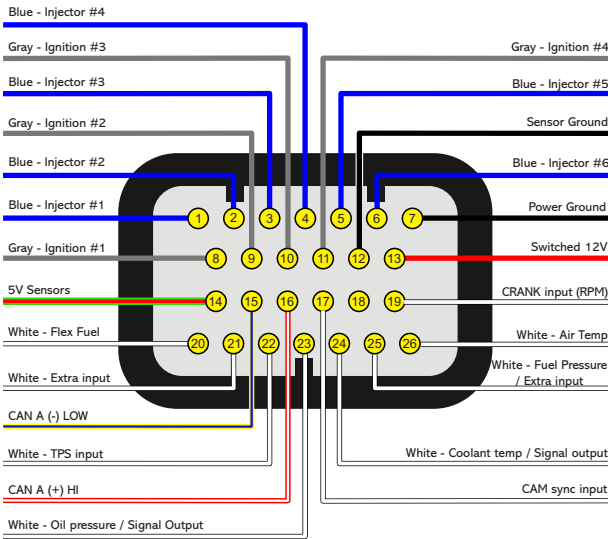 Blue - Injector #4
Gray - Ignition #3
Gray - Ignition #4
Blue - Injector #3
Blue - Injector #5
Gray - Ignition #2
Sensor Ground
Blue - Injector #2
Blue - Injector #6
Blue - Injector #1
Power Ground
1 2 3 4 5 6 7
Gray - Ignition #1
Switched 12V
8 9 10 11 12 13
5V Sensors
CRANK input (RPM)
14 15 16 17 18 19
White - Flex Fuel
White - Air Temp
20 21 22 23 24 25 26
White - Extra input
White - Fuel Pressure
/ Extra input
CAN A (-) LOW
White - TPS input
White - Coolant temp / Signal output
CAN A (+) HI
CAM sync input
White - Oil pressure / Signal Output